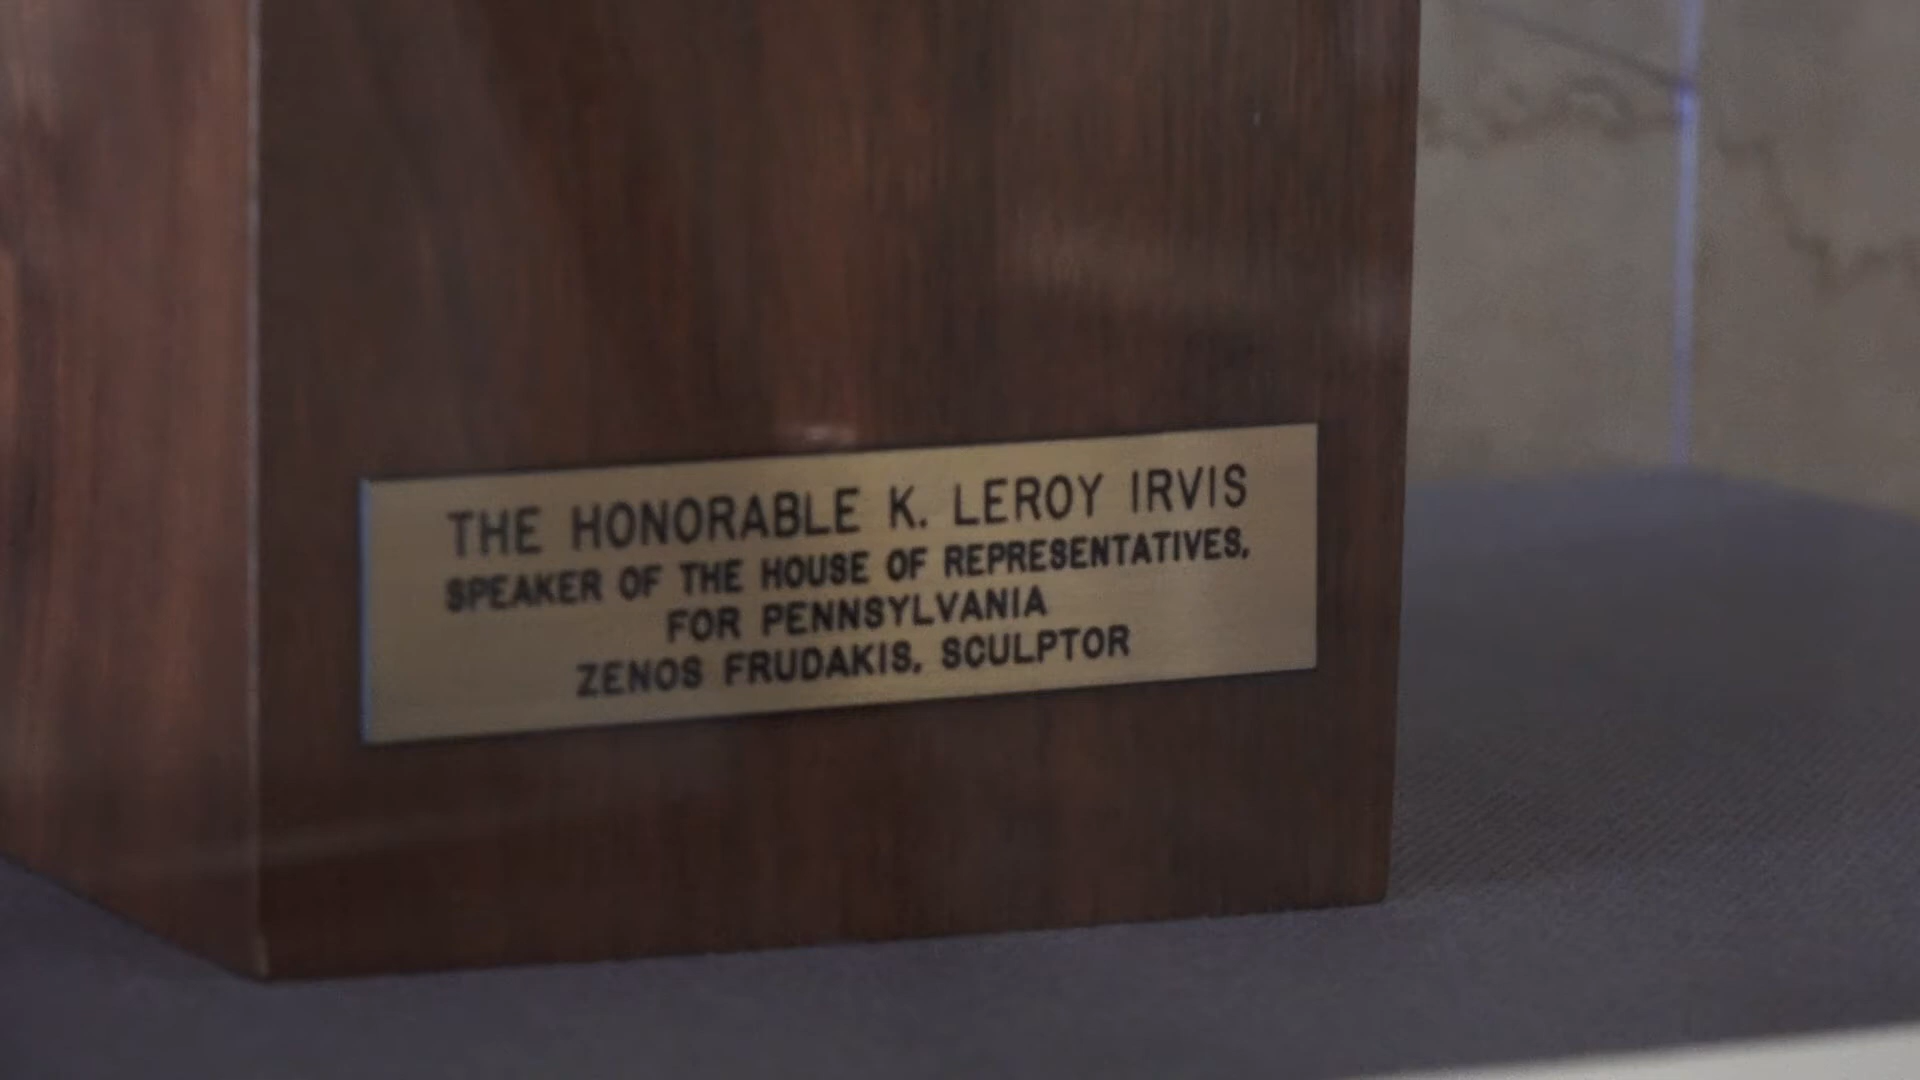 THE HONORABLE K. LEROY IRVIS
SPEAKER OF THE HOUSE OF REPRESENTATIVES,
FOR PENNSYLVANIA
ZENOS FRUDAKIS, SCULPTOR